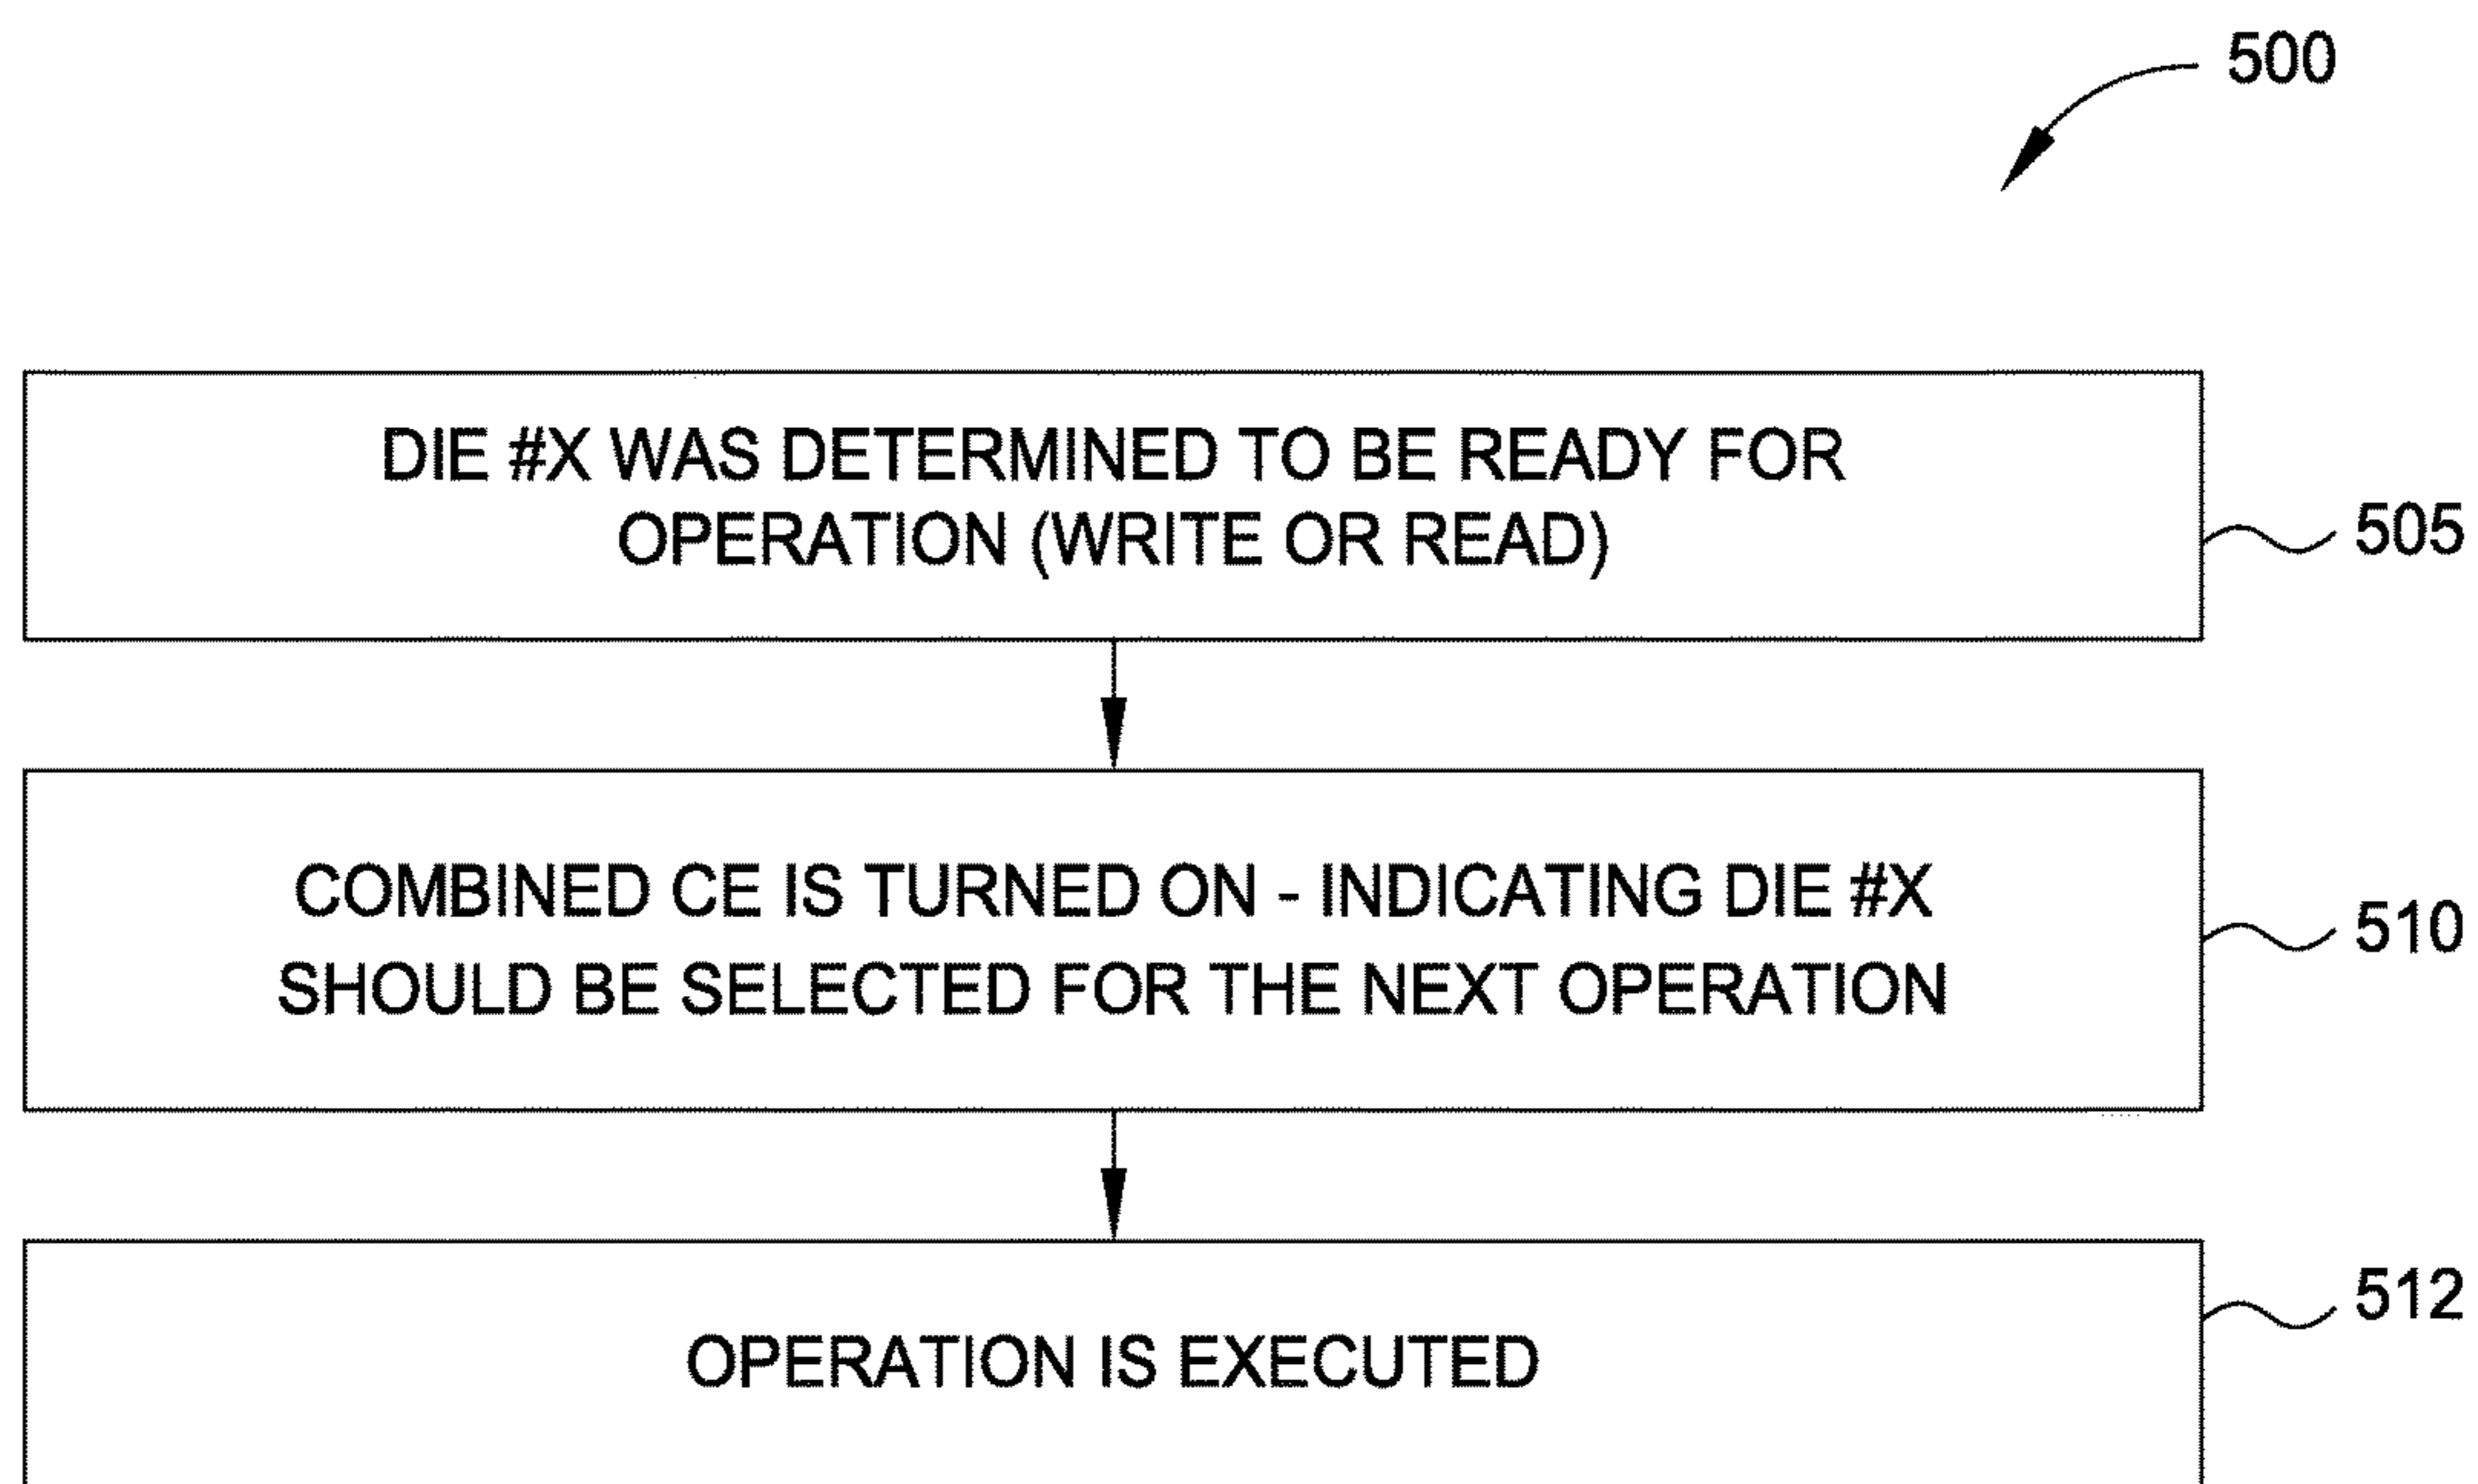 500
DIE #X WAS DETERMINED TO BE READY FOR
OPERATION (WRITE OR READ)
505
COMBINED CE IS TURNED ON - INDICATING DIE #X
SHOULD BE SELECTED FOR THE NEXT OPERATION
510
OPERATION IS EXECUTED
512